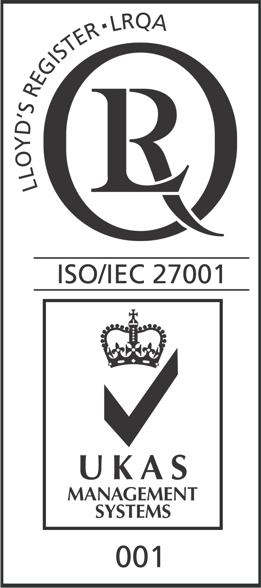 LLOYD'S REGISTER · LRQA
LR
ISO/IEC 27001
UKAS
MANAGEMENT
SYSTEMS
001